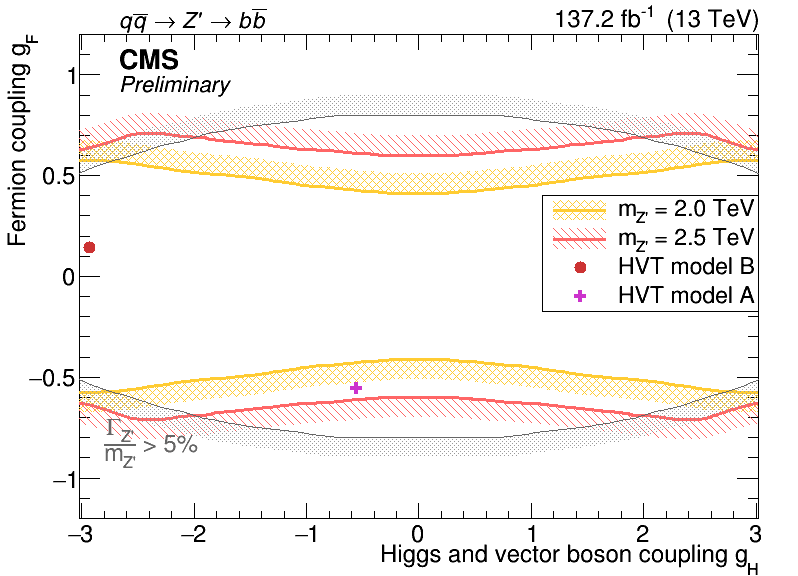 qq̅ → Z' → bb̅
137.2 fb⁻¹ (13 TeV)
CMS
Preliminary
Fermion coupling g_F
1
0.5
0
−0.5
−1
m_Z' = 2.0 TeV
m_Z' = 2.5 TeV
HVT model B
HVT model A
Γ_Z'
m_Z'
> 5%
−3 −2 −1 0 1 2 3
Higgs and vector boson coupling g_H